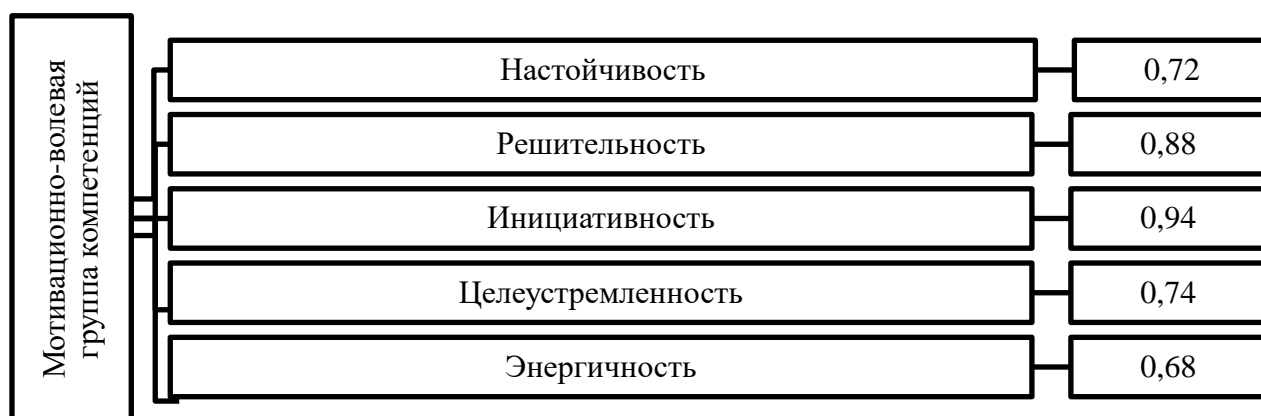 Мотивационно-волевая
группа компетенций
Настойчивость
0,72
Решительность
0,88
Инициативность
0,94
Целеустремленность
0,74
Энергичность
0,68